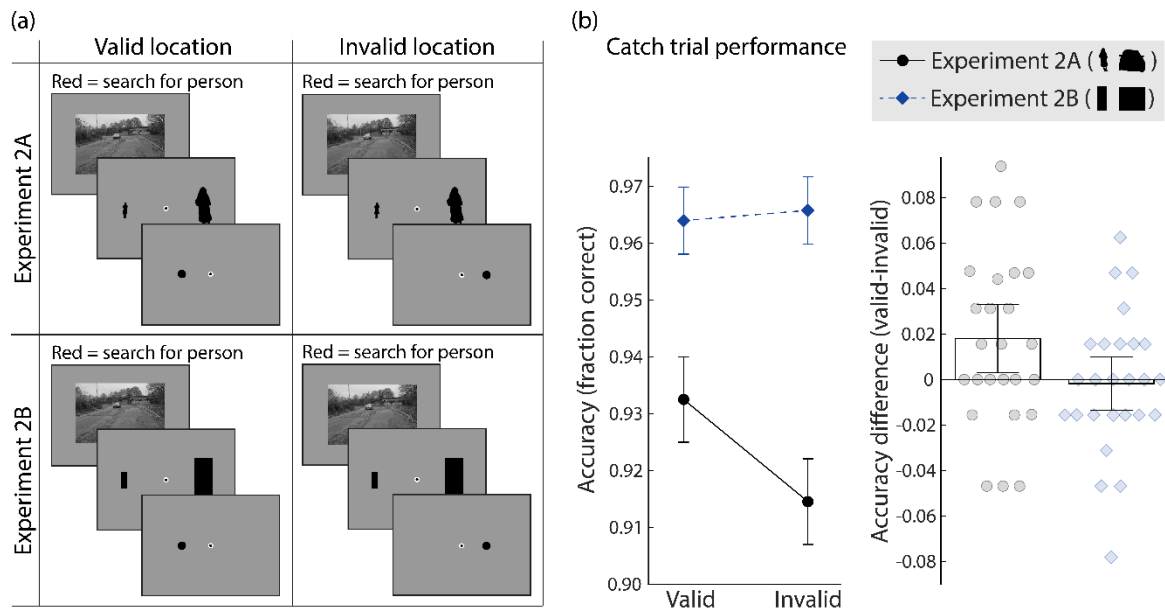 (a)
Valid location
Invalid location
Experiment 2A
Red = search for person
Red = search for person
Experiment 2B
Red = search for person
Red = search for person
(b)
Catch trial performance
Experiment 2A ( )
Experiment 2B ( )
Accuracy (fraction correct)
0.97
0.96
0.95
0.94
0.93
0.92
0.91
0.90
Valid
Invalid
Accuracy difference (valid-invalid)
0.08
0.06
0.04
0.02
0
-0.02
-0.04
-0.06
-0.08